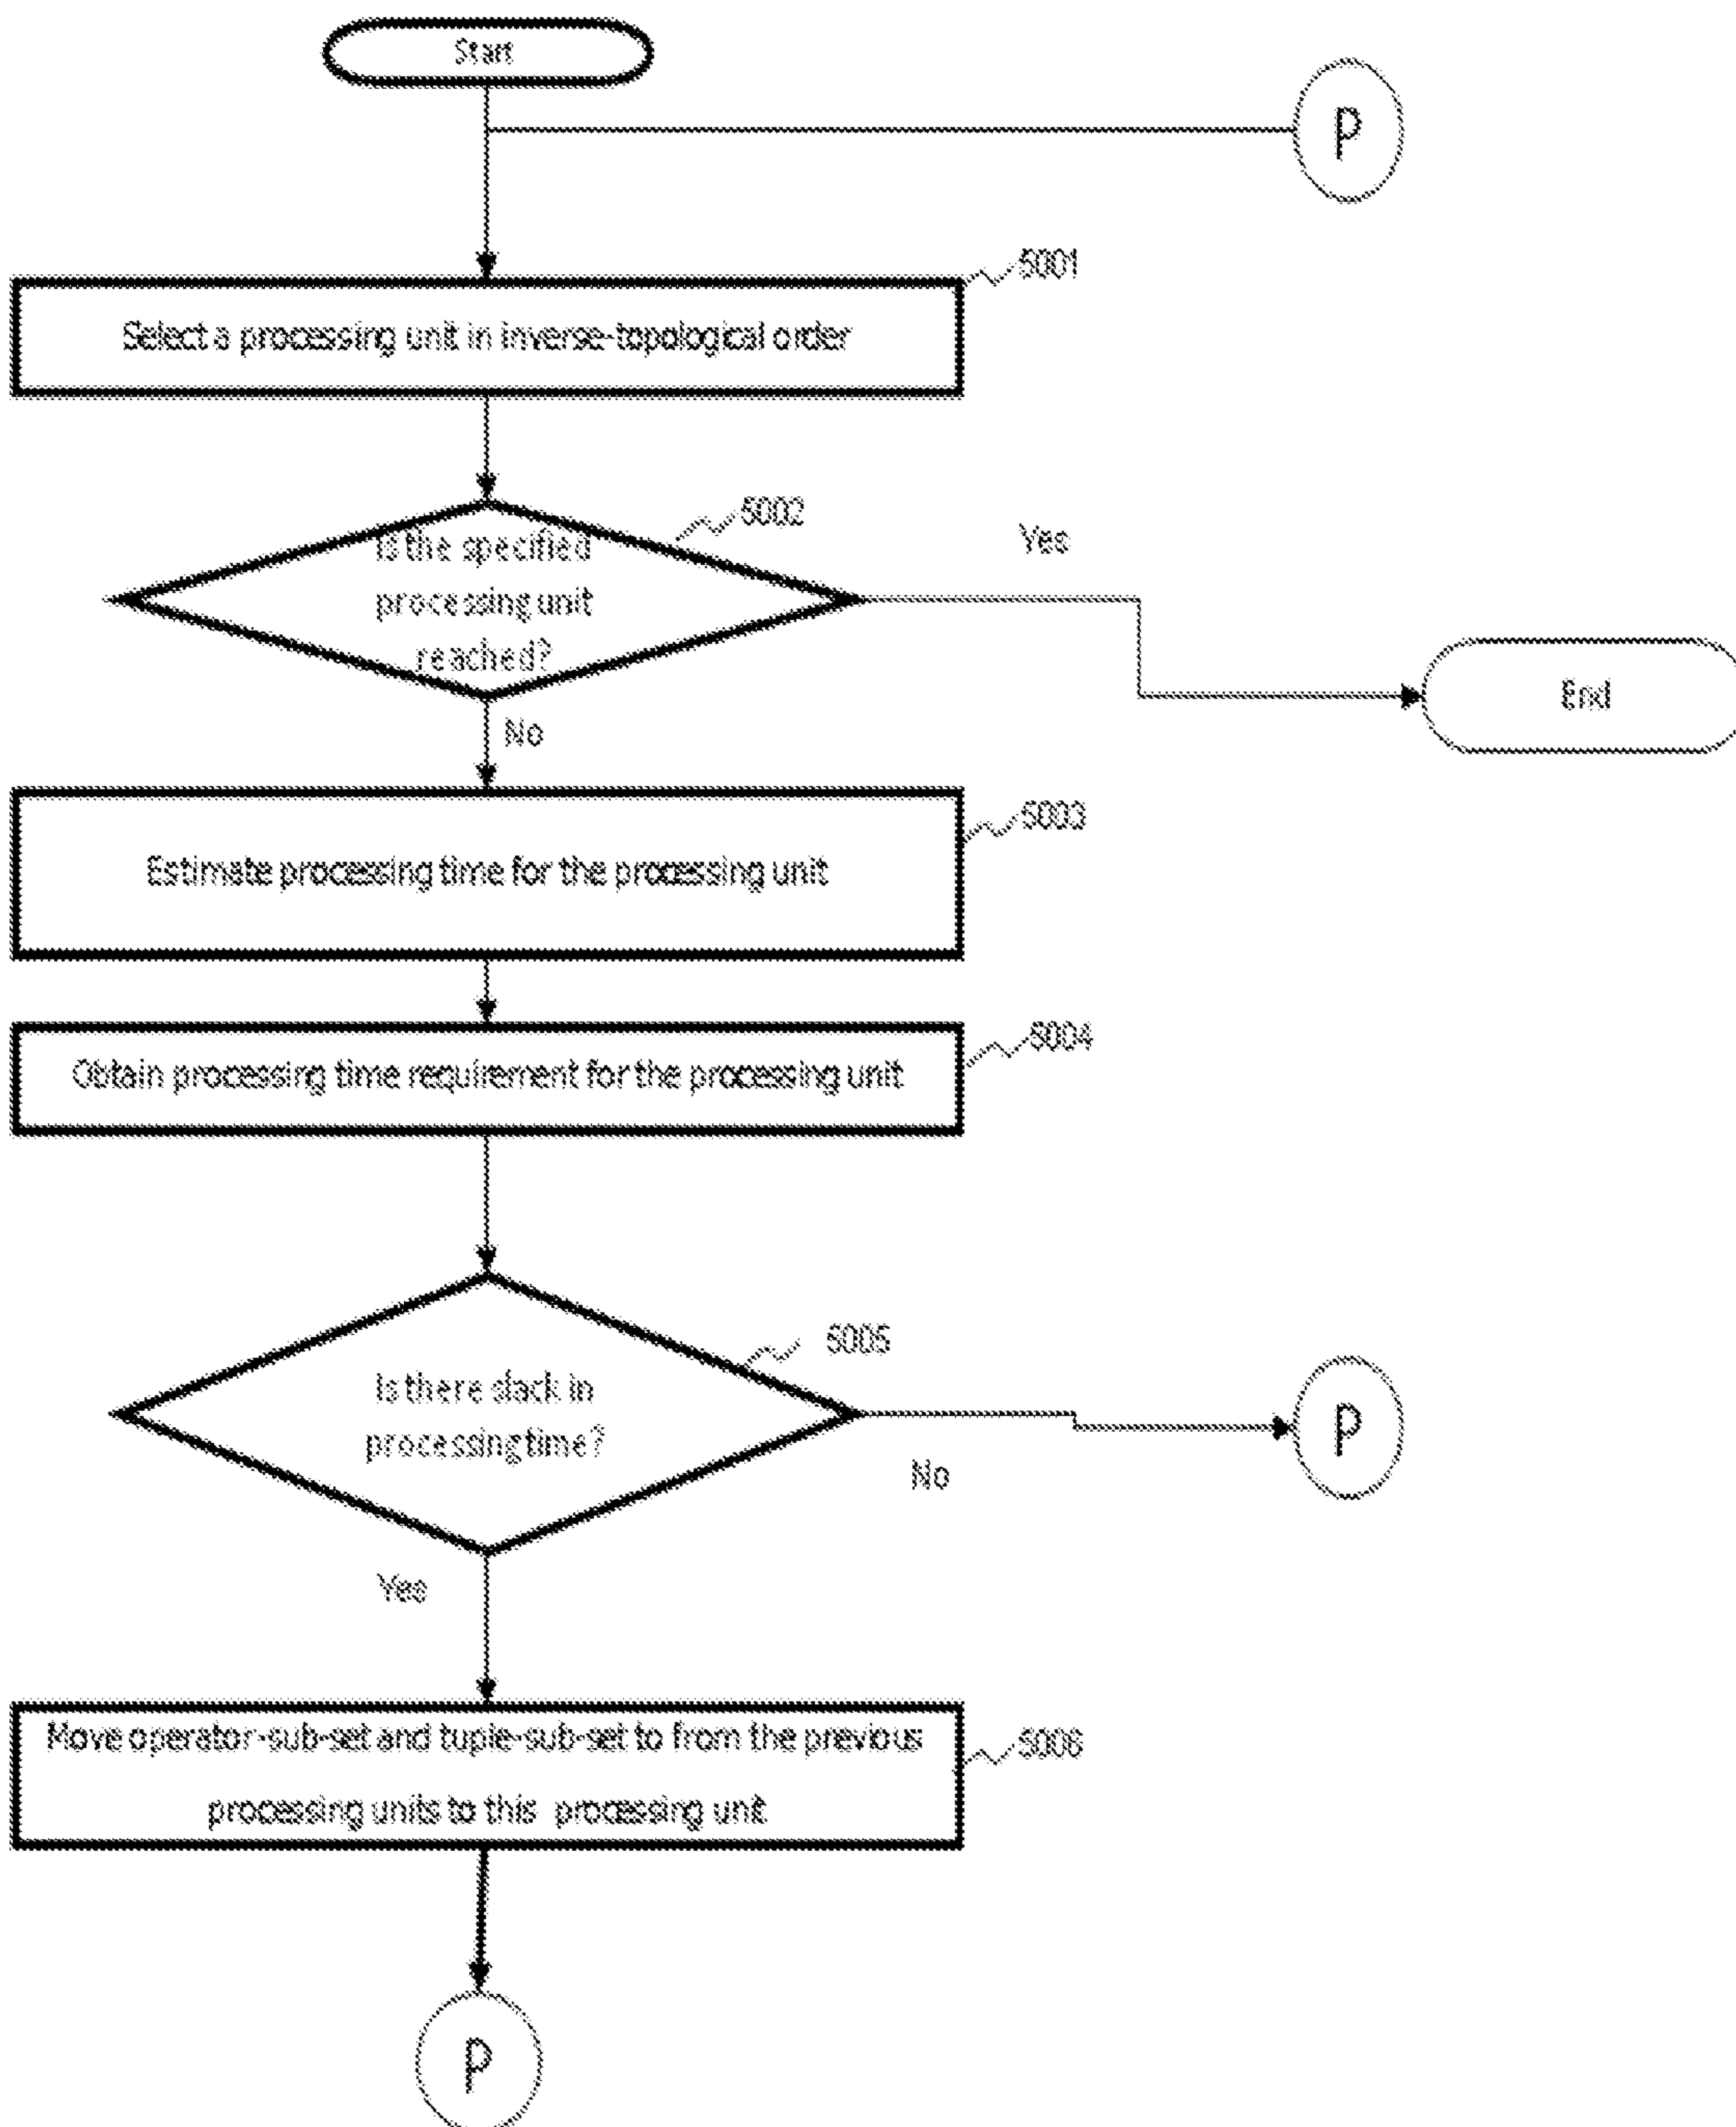 Start
P
5001
Select a processing unit in inverse-topological order
5002
Is the specified
processing unit
reached?
Yes
End
No
5003
Estimate processing time for the processing unit
5004
Obtain processing time requirement for the processing unit
5005
Is there slack in
processing time?
No
P
Yes
5006
Move operator-sub-set and tuple-sub-set to from the previous
processing units to this processing unit
P